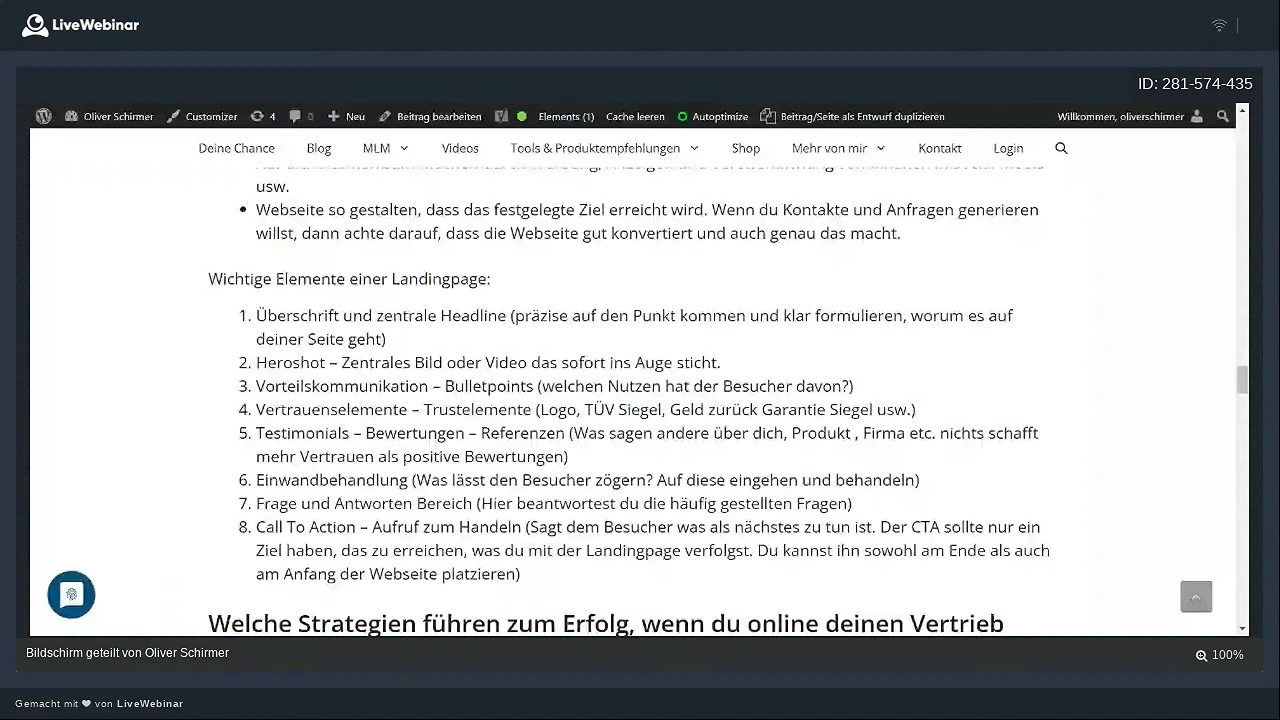 LiveWebinar
ID: 281-574-435
Oliver Schirmer Customizer 4 0 Neu Beitrag bearbeiten Elements (1) Cache leeren Autoptimize Beitrag/Seite als Entwurf duplizieren Willkommen, oliverschirmer
Deine Chance Blog MLM Videos Tools & Produktempfehlungen Shop Mehr von mir Kontakt Login
usw.
• Webseite so gestalten, dass das festgelegte Ziel erreicht wird. Wenn du Kontakte und Anfragen generieren
willst, dann achte darauf, dass die Webseite gut konvertiert und auch genau das macht.
Wichtige Elemente einer Landingpage:
1. Überschrift und zentrale Headline (präzise auf den Punkt kommen und klar formulieren, worum es auf
deiner Seite geht)
2. Heroshot – Zentrales Bild oder Video das sofort ins Auge sticht.
3. Vorteilskommunikation – Bulletpoints (welchen Nutzen hat der Besucher davon?)
4. Vertrauenselemente – Trustelemente (Logo, TÜV Siegel, Geld zurück Garantie Siegel usw.)
5. Testimonials – Bewertungen – Referenzen (Was sagen andere über dich, Produkt , Firma etc. nichts schafft
mehr Vertrauen als positive Bewertungen)
6. Einwandbehandlung (Was lässt den Besucher zögern? Auf diese eingehen und behandeln)
7. Frage und Antworten Bereich (Hier beantwortest du die häufig gestellten Fragen)
8. Call To Action – Aufruf zum Handeln (Sagt dem Besucher was als nächstes zu tun ist. Der CTA sollte nur ein
Ziel haben, das zu erreichen, was du mit der Landingpage verfolgst. Du kannst ihn sowohl am Ende als auch
am Anfang der Webseite platzieren)
Welche Strategien führen zum Erfolg, wenn du online deinen Vertrieb
Bildschirm geteilt von Oliver Schirmer
100%
Gemacht mit ❤ von LiveWebinar